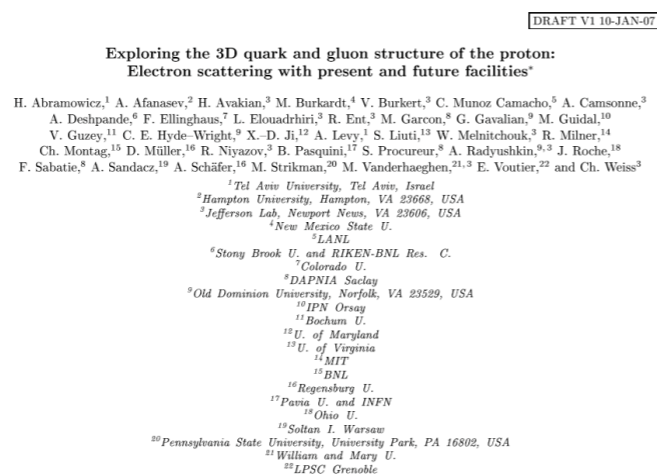 DRAFT V1 10-JAN-07
Exploring the 3D quark and gluon structure of the proton:
Electron scattering with present and future facilities*
H. Abramowicz,1 A. Afanasev,2 H. Avakian,3 M. Burkardt,4 V. Burkert,3 C. Munoz Camacho,5 A. Camsonne,3
A. Deshpande,6 F. Ellinghaus,7 L. Elouadrhiri,3 R. Ent,3 M. Garcon,8 G. Gavalian,9 M. Guidal,10
V. Guzey,11 C. E. Hyde-Wright,9 X.-D. Ji,12 A. Levy,1 S. Liuti,13 W. Melnitchouk,3 R. Milner,14
Ch. Montag,15 D. Müller,16 R. Niyazov,3 B. Pasquini,17 S. Procureur,8 A. Radyushkin,9,3 J. Roche,18
F. Sabatie,8 A. Sandacz,19 A. Schäfer,16 M. Strikman,20 M. Vanderhaeghen,21,3 E. Voutier,22 and Ch. Weiss3
1Tel Aviv University, Tel Aviv, Israel
2Hampton University, Hampton, VA 23668, USA
3Jefferson Lab, Newport News, VA 23606, USA
4New Mexico State U.
5LANL
6Stony Brook U. and RIKEN-BNL Res. C.
7Colorado U.
8DAPNIA Saclay
9Old Dominion University, Norfolk, VA 23529, USA
10IPN Orsay
11Bochum U.
12U. of Maryland
13U. of Virginia
14MIT
15BNL
16Regensburg U.
17Pavia U. and INFN
18Ohio U.
19Soltan I. Warsaw
20Pennsylvania State University, University Park, PA 16802, USA
21William and Mary U.
22LPSC Grenoble